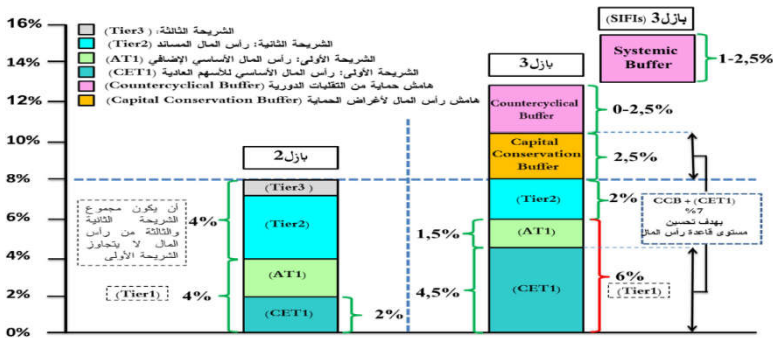 16%
14%
12%
10%
8%
6%
4%
2%
0%
الشريحة الثالثة: (Tier3)
الشريحة الثانية: رأس المال المساند (Tier2)
الشريحة الأولى: رأس المال الأساسي الإضافي (AT1)
الشريحة الأولى: رأس المال الأساسي للأسهم العادية (CET1)
هامش حماية من التقلبات الدورية (Countercyclical Buffer)
هامش رأس المال لأغراض الحماية (Capital Conservation Buffer)
بازل2
(Tier3)
(Tier2)
(AT1)
(CET1)
أن يكون مجموع
الشريحة الثانية
والثالثة من رأس
المال لا يتجاوز
الشريحة الأولى
4%
(Tier1)
4%
2%
بازل3
Countercyclical
Buffer
Capital
Conservation
Buffer
(Tier2)
(AT1)
(CET1)
1,5%
4,5%
0-2,5%
2,5%
2%
6%
(Tier1)
بازل3 (SIFIs)
Systemic
Buffer
1-2,5%
CCB + (CET1)
%7
بهدف تحسين
مستوى قاعدة رأس المال